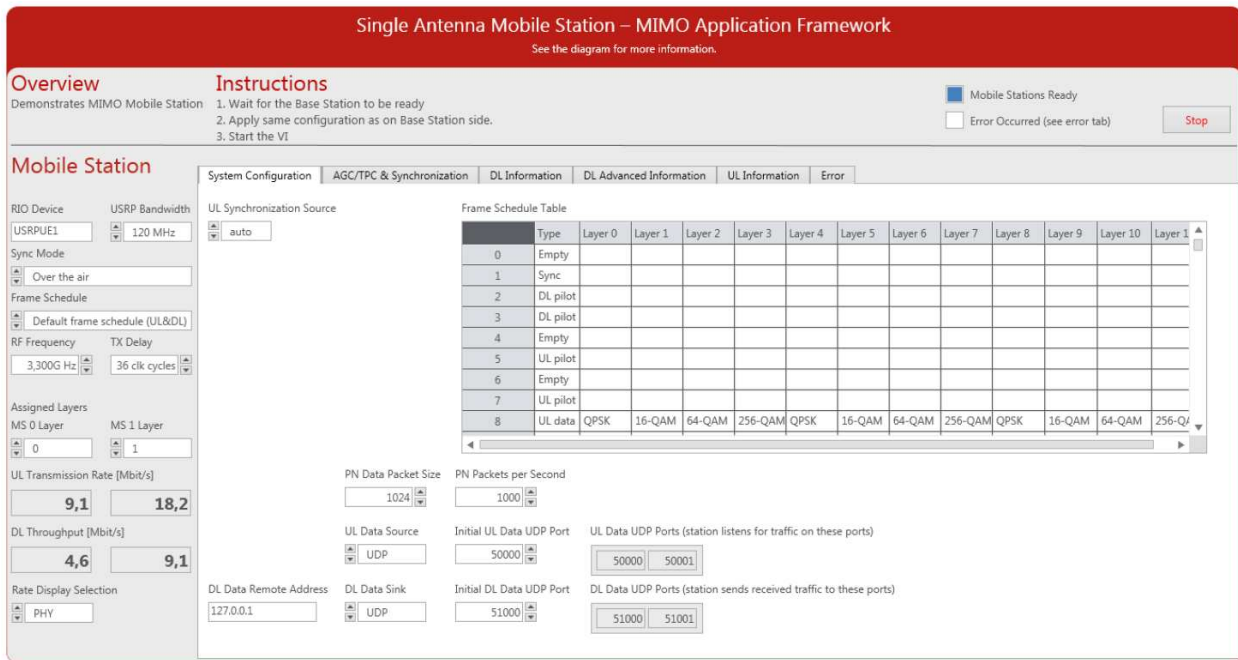 Single Antenna Mobile Station – MIMO Application Framework
See the diagram for more information.
Overview
Demonstrates MIMO Mobile Station
Instructions
1. Wait for the Base Station to be ready
2. Apply same configuration as on Base Station side.
3. Start the VI
Mobile Stations Ready
Error Occurred (see error tab)
Stop
Mobile Station
RIO Device USRP Bandwidth
USRPUE1 120 MHz
Sync Mode
Over the air
Frame Schedule
Default frame schedule (UL&DL)
RF Frequency TX Delay
3,300G Hz 36 clk cycles
Assigned Layers
MS 0 Layer MS 1 Layer
0 1
UL Transmission Rate [Mbit/s]
9,1 18,2
DL Throughput [Mbit/s]
4,6 9,1
Rate Display Selection
PHY
System Configuration AGC/TPC & Synchronization DL Information DL Advanced Information UL Information Error
UL Synchronization Source
auto
Frame Schedule Table
Type Layer 0 Layer 1 Layer 2 Layer 3 Layer 4 Layer 5 Layer 6 Layer 7 Layer 8 Layer 9 Layer 10 Layer 1
0 Empty
1 Sync
2 DL pilot
3 DL pilot
4 Empty
5 UL pilot
6 Empty
7 UL pilot
8 UL data QPSK 16-QAM 64-QAM 256-QAM QPSK 16-QAM 64-QAM 256-QAM QPSK 16-QAM 64-QAM 256-QA
PN Data Packet Size PN Packets per Second
1024 1000
UL Data Source Initial UL Data UDP Port UL Data UDP Ports (station listens for traffic on these ports)
UDP 50000 50000 50001
DL Data Remote Address DL Data Sink Initial DL Data UDP Port DL Data UDP Ports (station sends received traffic to these ports)
127.0.0.1 UDP 51000 51000 51001